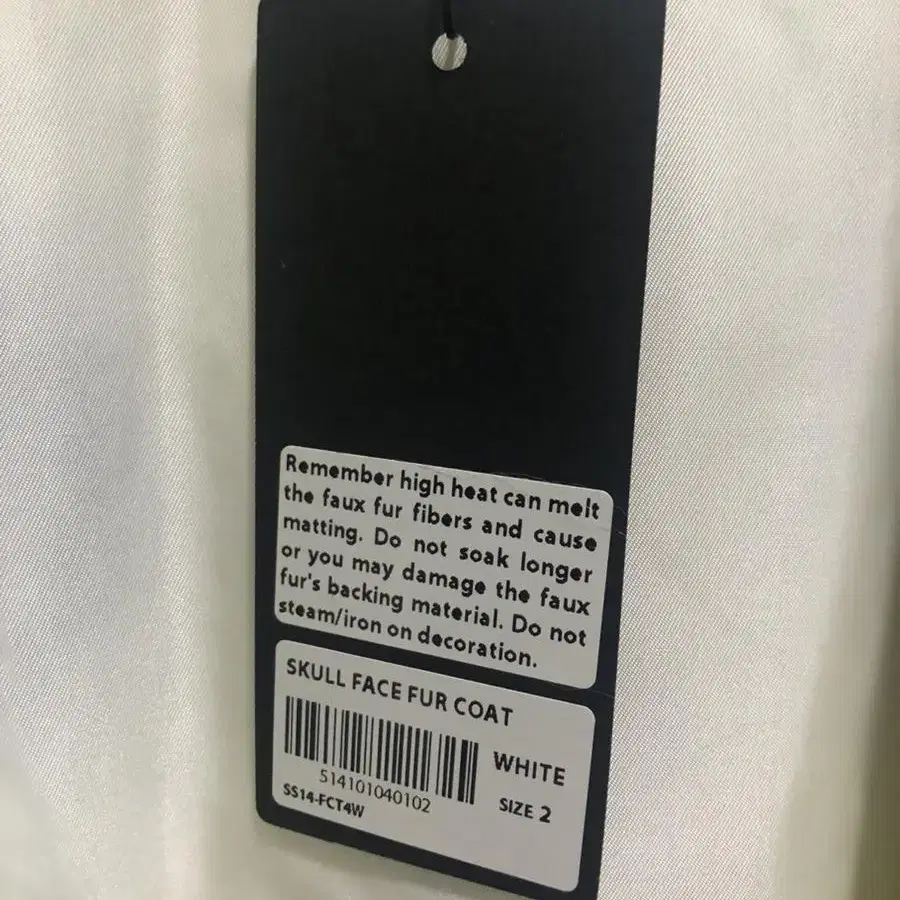 Remember high heat can melt
the faux fur fibers and cause
matting. Do not soak longer
or you may damage the faux
fur's backing material. Do not
steam/iron on decoration.
SKULL FACE FUR COAT
WHITE
514101040102
SIZE 2
SS14-FCT4W